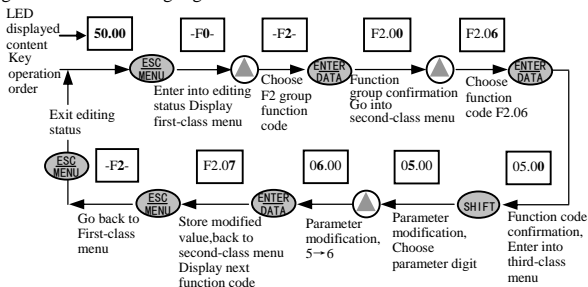 LED
displayed
content
50.00
-F0-
-F2-
F2.00
F2.06
Key
operation
order
ESC
MENU
ENTER
DATA
ENTER
DATA
Enter into editing
status Display
first-class menu
Choose
F2 group
function
code
Function
group confirmation
Go into
second-class menu
Choose
function
code F2.06
Exit editing
status
-F2-
F2.07
06.00
05.00
05.00
ESC
MENU
ESC
MENU
ENTER
DATA
SHIFT
Go back to
First-class
menu
Store modified
value,back to
second-class menu
Display next
function code
Parameter
modification,
5→6
Parameter
modification,
Choose
parameter digit
Function code
confirmation,
Enter into
third-class
menu